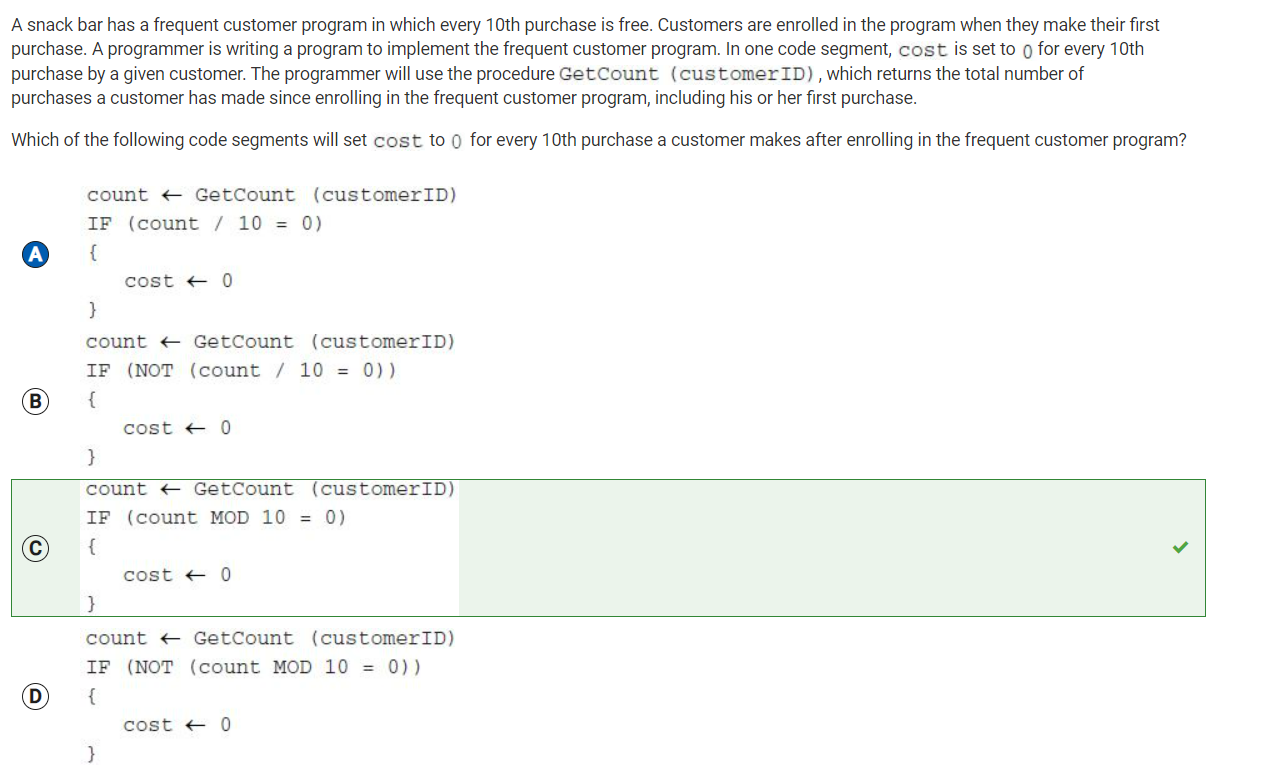 A snack bar has a frequent customer program in which every 10th purchase is free. Customers are enrolled in the program when they make their first
purchase. A programmer is writing a program to implement the frequent customer program. In one code segment, cost is set to 0 for every 10th
purchase by a given customer. The programmer will use the procedure GetCount (customerID), which returns the total number of
purchases a customer has made since enrolling in the frequent customer program, including his or her first purchase.
Which of the following code segments will set cost to 0 for every 10th purchase a customer makes after enrolling in the frequent customer program?
A
count ← GetCount (customerID)
IF (count / 10 = 0)
{
cost ← 0
}
B
count ← GetCount (customerID)
IF (NOT (count / 10 = 0))
{
cost ← 0
}
C
count ← GetCount (customerID)
IF (count MOD 10 = 0)
{
cost ← 0
}
D
count ← GetCount (customerID)
IF (NOT (count MOD 10 = 0))
{
cost ← 0
}